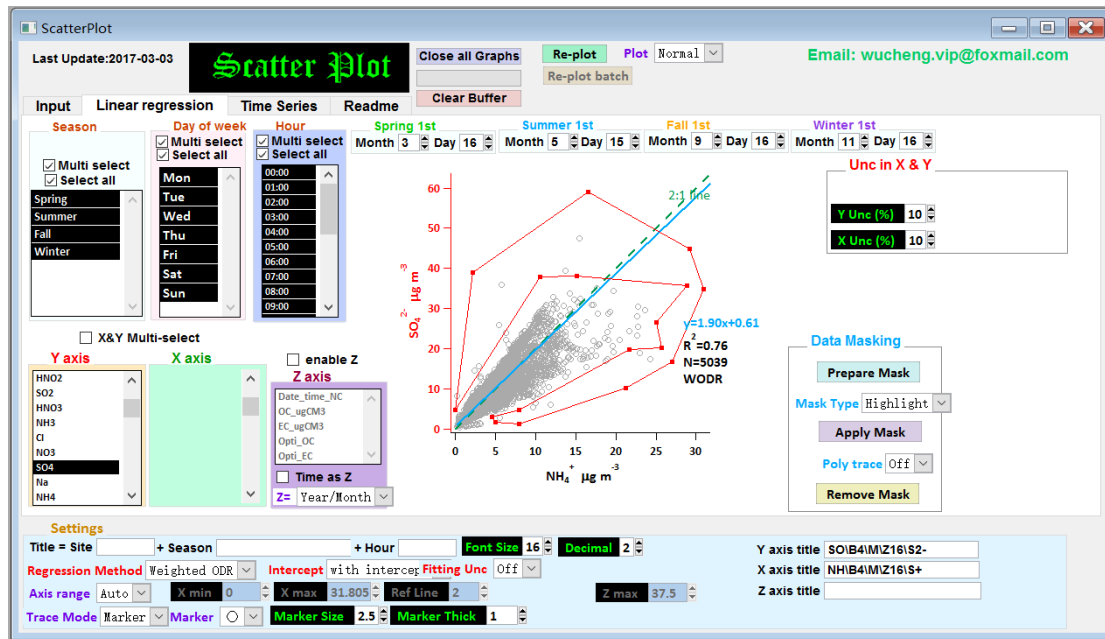 ScatterPlot
Last Update:2017-03-03
Scatter Plot
Close all Graphs
Clear Buffer
Re-plot
Plot Normal
Re-plot batch
Email: wucheng.vip@foxmail.com
Input Linear regression Time Series Readme
Season
Multi select
Select all
Spring
Summer
Fall
Winter
Day of week
Multi select
Select all
Mon
Tue
Wed
Thu
Fri
Sat
Sun
Hour
Multi select
Select all
00:00
01:00
02:00
03:00
04:00
05:00
06:00
07:00
08:00
09:00
Spring 1st
Month 3 Day 16
Summer 1st
Month 5 Day 15
Fall 1st
Month 9 Day 16
Winter 1st
Month 11 Day 16
Unc in X & Y
Y Unc (%) 10
X Unc (%) 10
60
50
40
30
20
10
0
SO4 2- μg m -3
2:1 line
y=1.90x+0.61
R2=0.76
N=5039
WODR
0 5 10 15 20 25 30
NH4+ μg m-3
X&Y Multi-select
Y axis
HNO2
SO2
HNO3
NH3
Cl
NO3
SO4
Na
NH4
X axis
enable Z
Z axis
Date_time_NC
OC_ugCM3
EC_ugCM3
Opti_OC
Opti_EC
Time as Z
Z= Year/Month
Data Masking
Prepare Mask
Mask Type Highlight
Apply Mask
Poly trace Off
Remove Mask
Settings
Title = Site + Season + Hour Font Size 16 Decimal 2
Y axis title SO\B4\M\Z16\S2-
Regression Method Weighted ODR Intercept with intercep Fitting Unc Off
X axis title NH\B4\M\Z16\S+
Axis range Auto X min 0 X max 31.805 Ref Line 2 Z max 37.5
Z axis title
Trace Mode Marker Marker Marker Size 2.5 Marker Thick 1